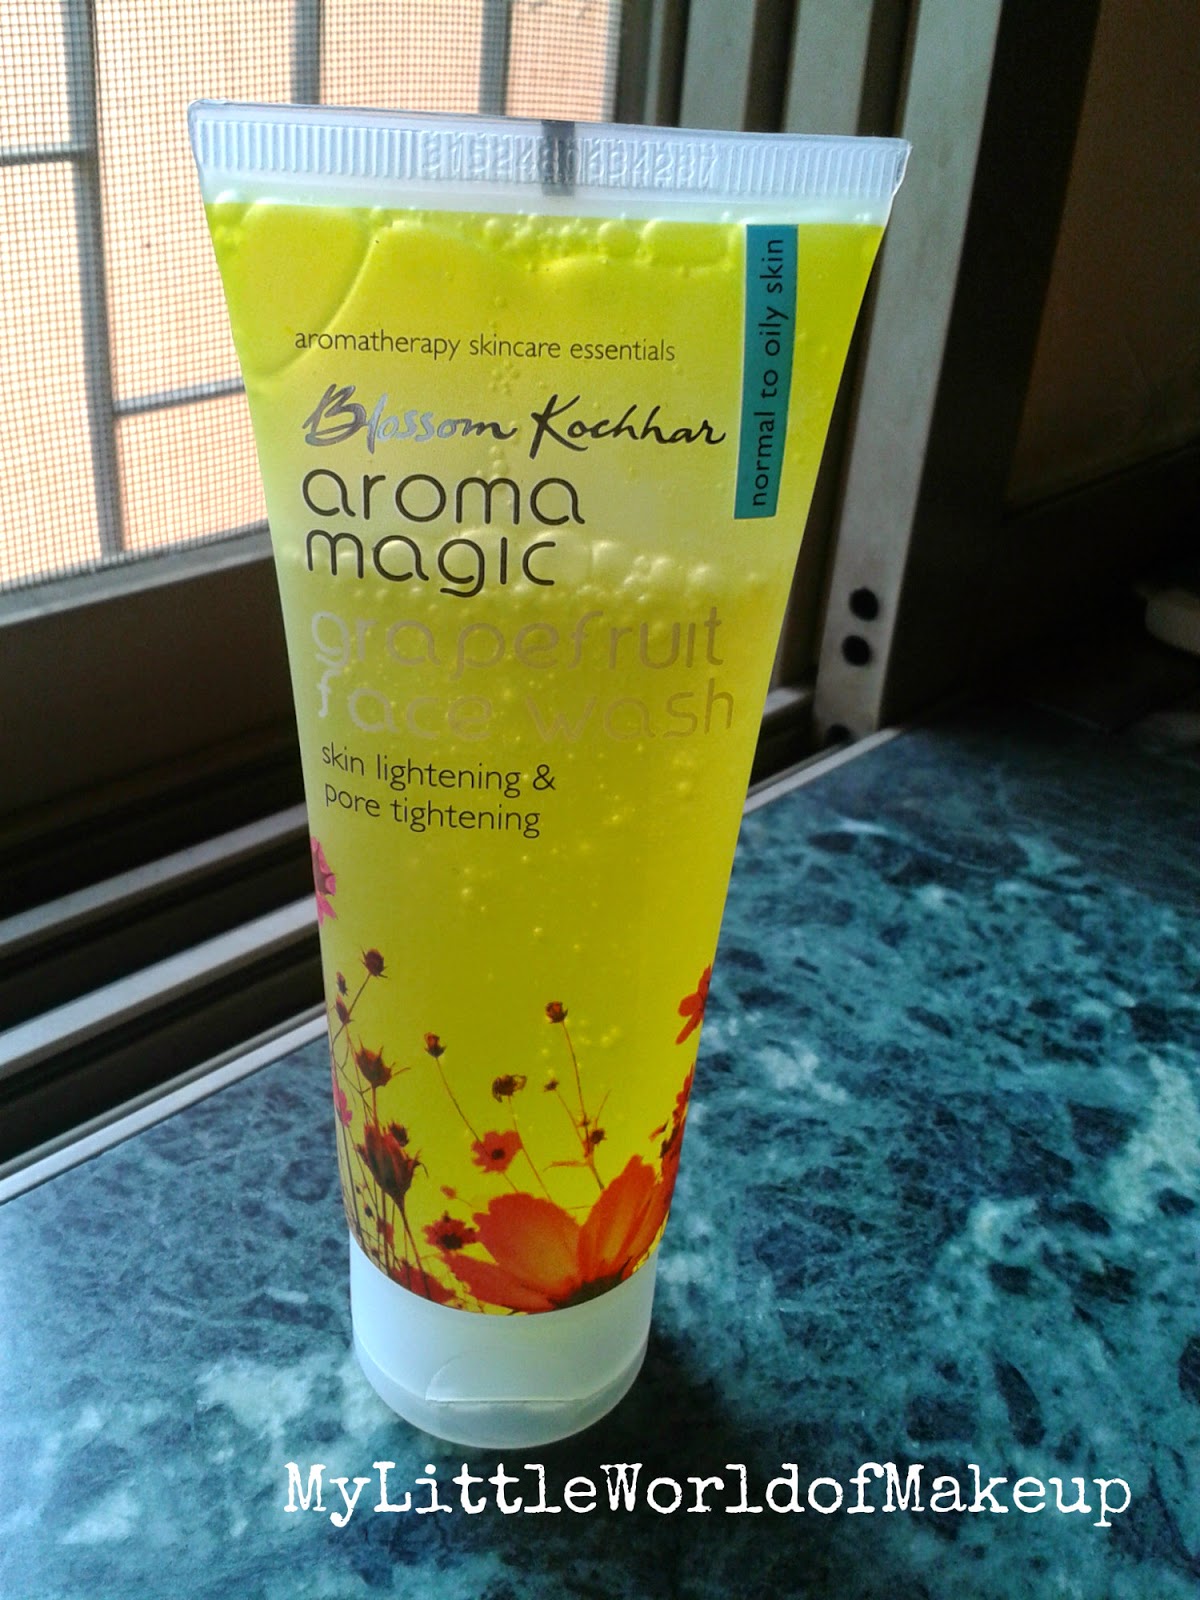 normal to oily skin
aromatherapy skincare essentials
Blossom Kochhar
aroma
magic
grapefruit
face wash
skin lightening &
pore tightening
MyLittleWorldofMakeup